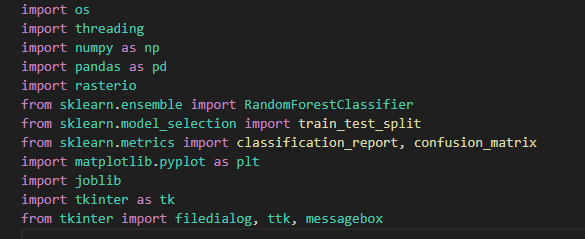 import os
import threading
import numpy as np
import pandas as pd
import rasterio
from sklearn.ensemble import RandomForestClassifier
from sklearn.model_selection import train_test_split
from sklearn.metrics import classification_report, confusion_matrix
import matplotlib.pyplot as plt
import joblib
import tkinter as tk
from tkinter import filedialog, ttk, messagebox